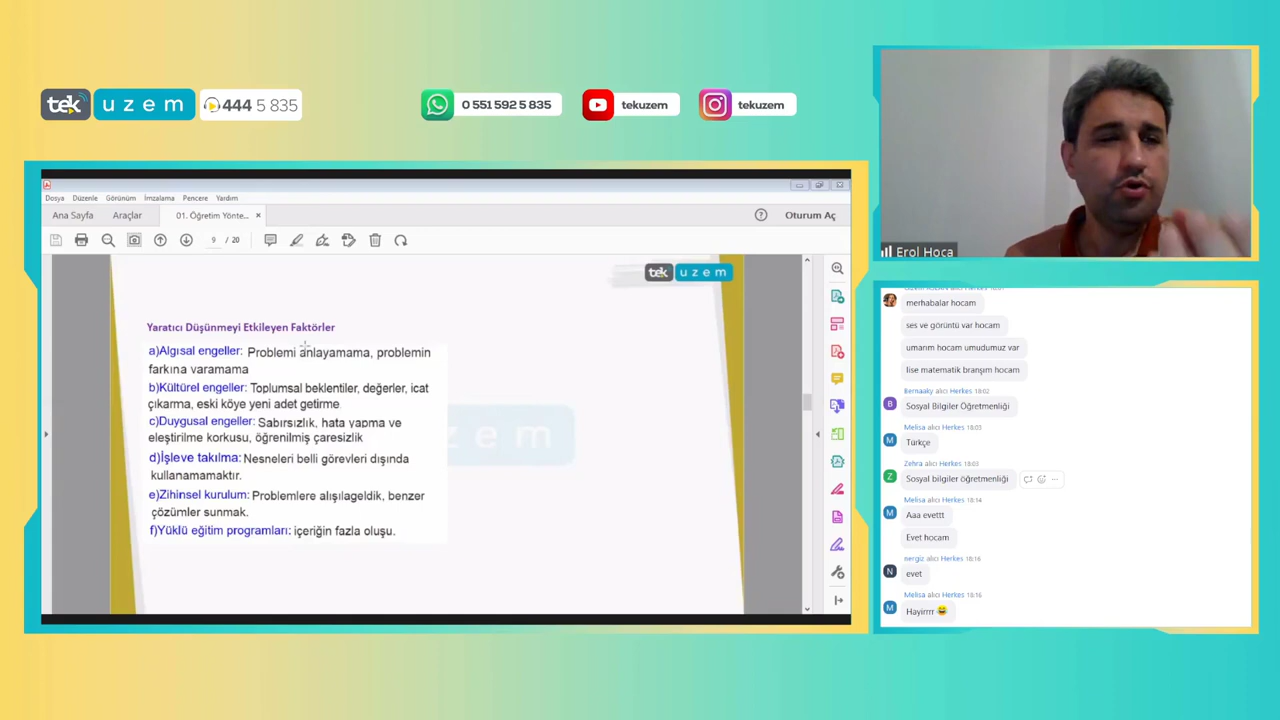 tek uzem 444 5 835
0 551 592 5 835
tekuzem
tekuzem
Erol Hoca
Dosya Düzenle Görünüm İmzalama Pencere Yardım
Ana Sayfa Araçlar 01. Öğretim Yönte... × Oturum Aç
9 / 20
tek uzem
Yaratıcı Düşünmeyi Etkileyen Faktörler
a)Algısal engeller: Problemi anlayamama, problemin
farkına varamama
b)Kültürel engeller: Toplumsal beklentiler, değerler, icat
çıkarma, eski köye yeni adet getirme
c)Duygusal engeller: Sabırsızlık, hata yapma ve
eleştirilme korkusu, öğrenilmiş çaresizlik
d)İşleve takılma: Nesneleri belli görevleri dışında
kullanamamaktır.
e)Zihinsel kurulum: Problemlere alışılageldik, benzer
çözümler sunmak.
f)Yüklü eğitim programları: içeriğin fazla oluşu.
z e m
merhabalar hocam
ses ve görüntü var hocam
umarım hocam umudumuz var
lise matematik branşım hocam
Bernaaky alıcı Herkes 18:02
B
Sosyal Bilgiler Öğretmenliği
Melisa alıcı Herkes 18:03
M
Türkçe
Zehra alıcı Herkes 18:03
Z
Sosyal bilgiler öğretmenliği
Melisa alıcı Herkes 18:14
M
Aaa evettt
Evet hocam
nergiz alıcı Herkes 18:16
N
evet
Melisa alıcı Herkes 18:16
M
Hayirrrr 😅